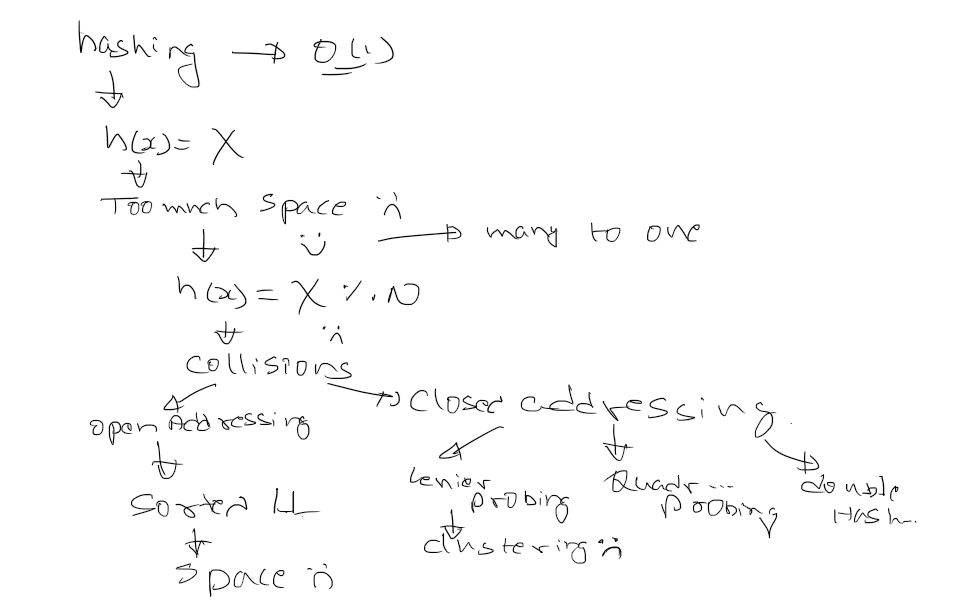 hashing → O(1)
h(x) = X
Too much space :(
:) → many to one
h(x) = X % N
:(
Collisions
Open Addressing
Closed addressing.
Sorted LL
Space :(
Lenier Probing
Quadr... Probing
double Hash..
clustering :(